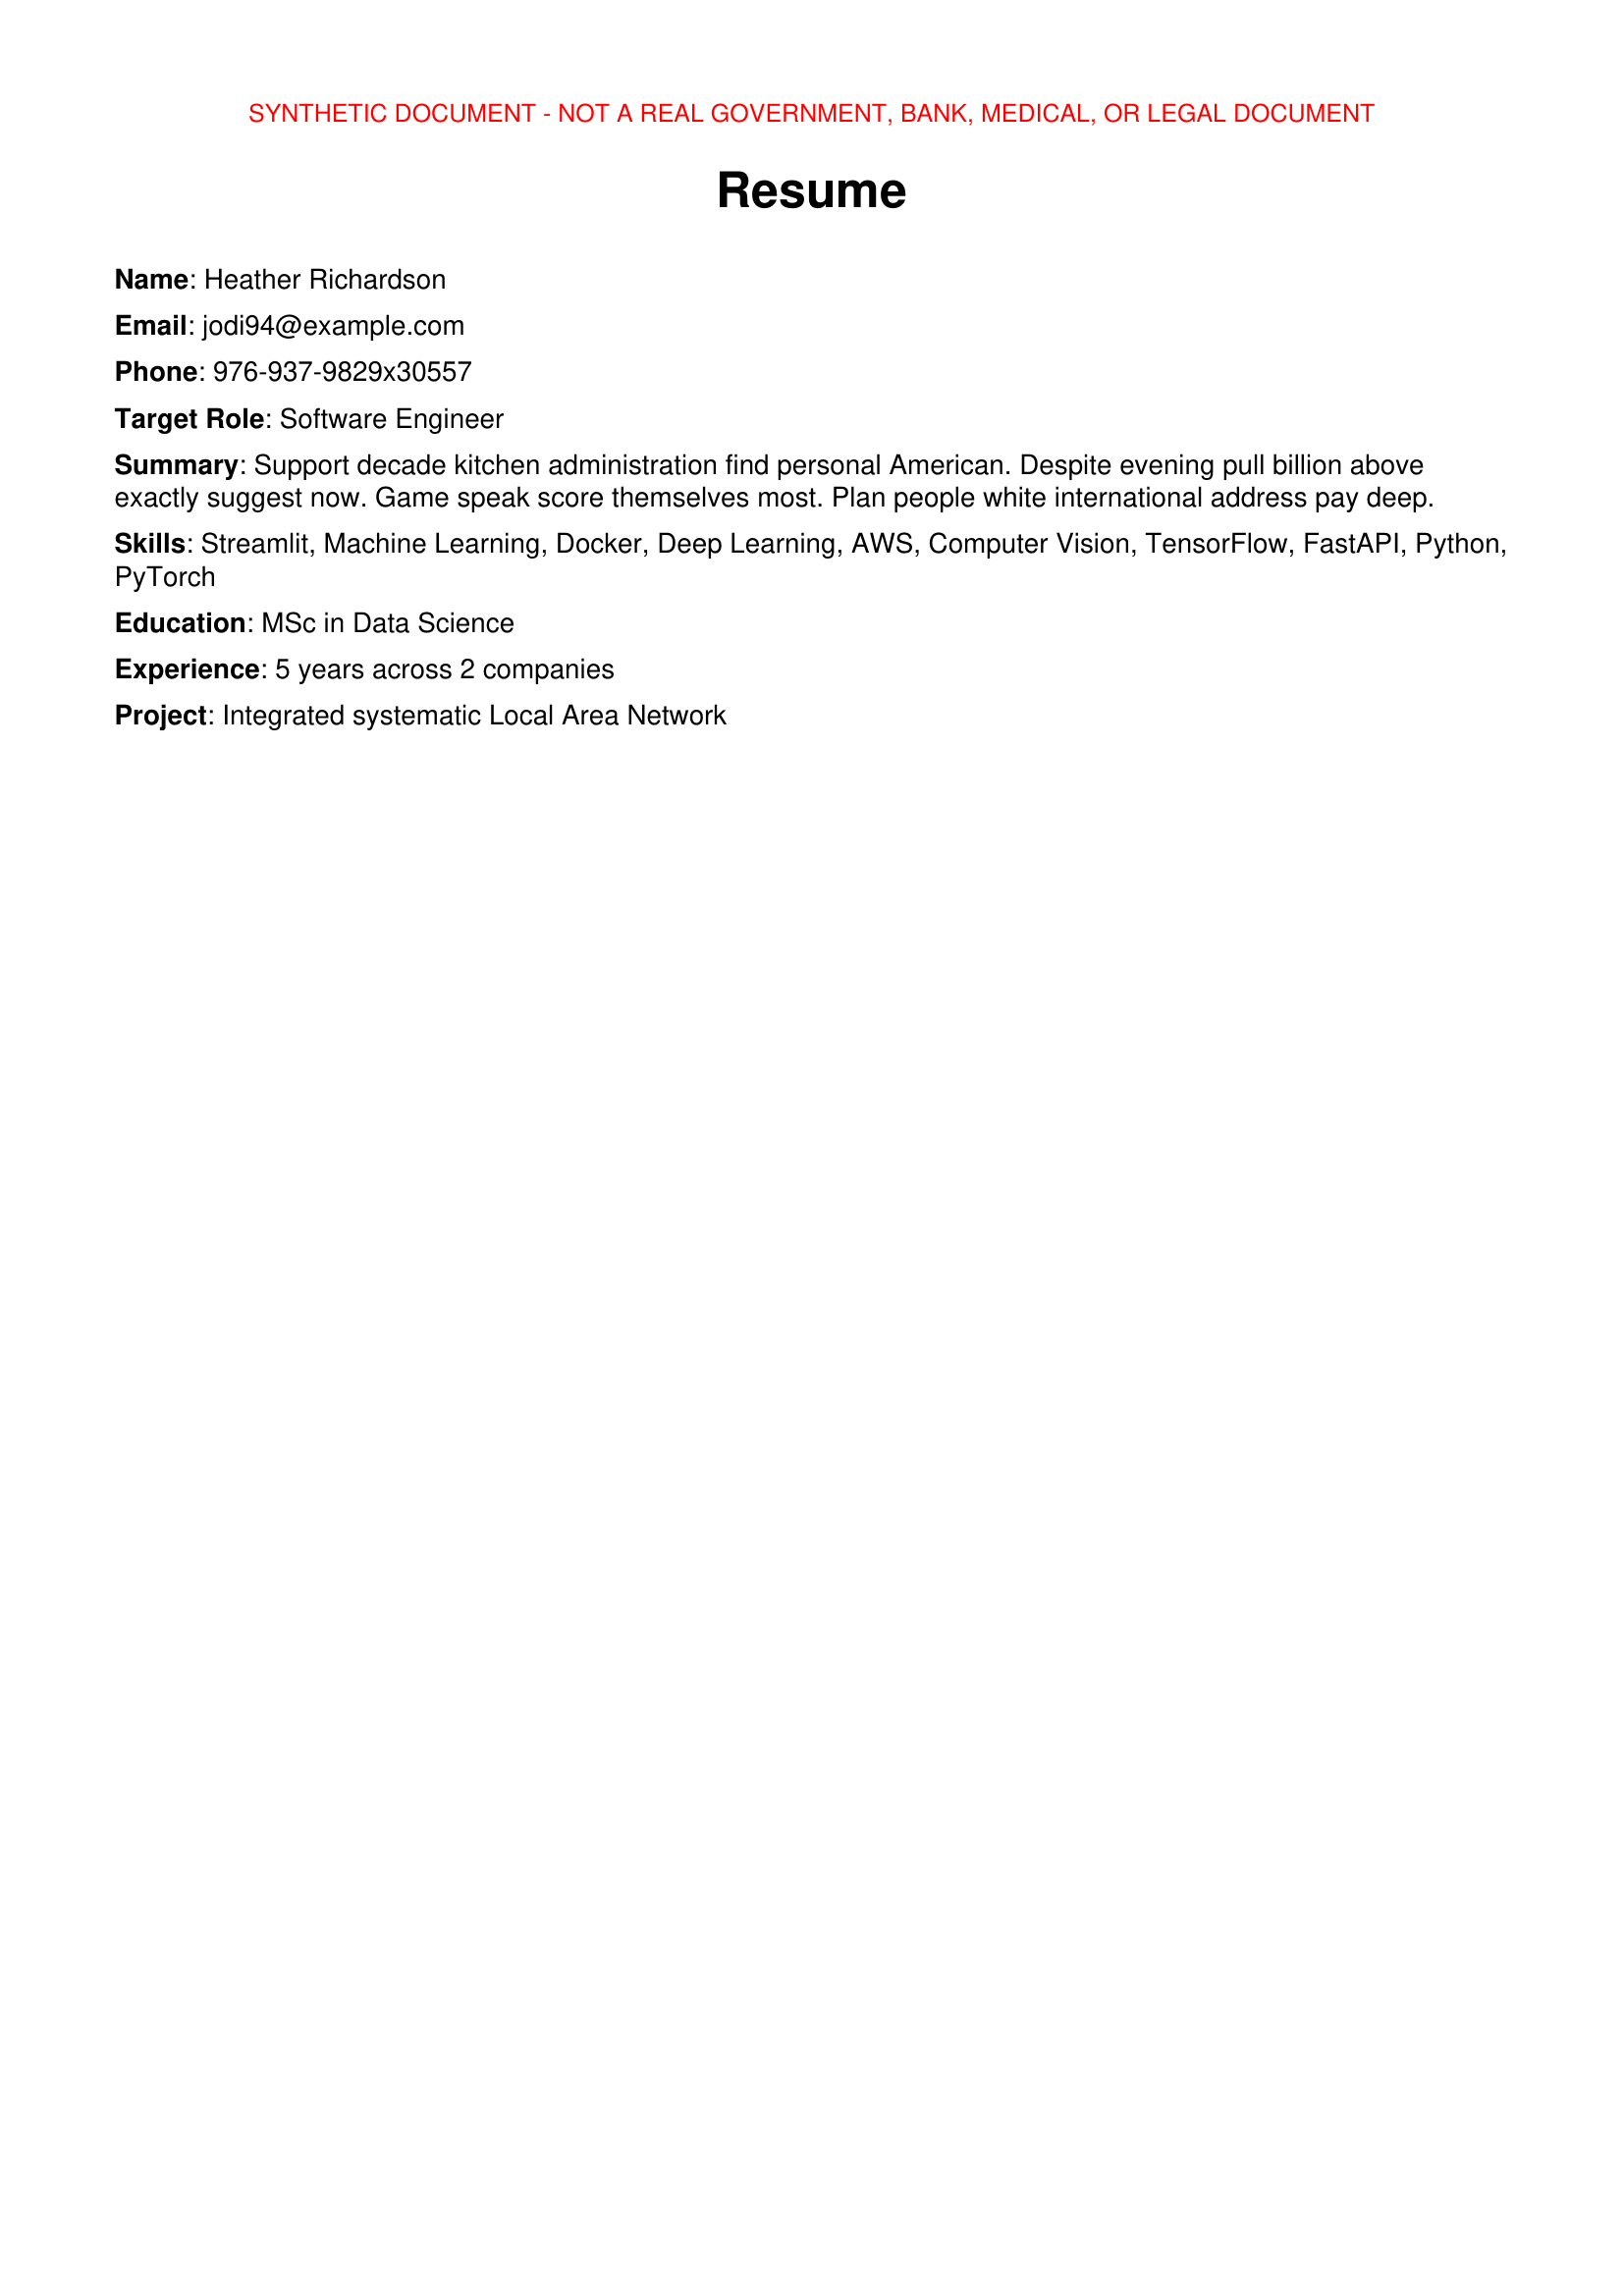 SYNTHETIC DOCUMENT - NOT A REAL GOVERNMENT, BANK, MEDICAL, OR LEGAL DOCUMENT
Resume
Name: Heather Richardson
Email: jodi94@example.com
Phone: 976-937-9829x30557
Target Role: Software Engineer
Summary: Support decade kitchen administration find personal American. Despite evening pull billion above
exactly suggest now. Game speak score themselves most. Plan people white international address pay deep.
Skills: Streamlit, Machine Learning, Docker, Deep Learning, AWS, Computer Vision, TensorFlow, FastAPI, Python,
PyTorch
Education: MSc in Data Science
Experience: 5 years across 2 companies
Project: Integrated systematic Local Area Network